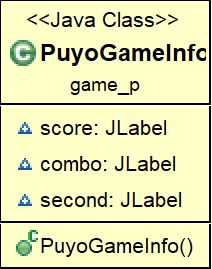 <<Java Class>>
C PuyoGameInfo
game_p
score: JLabel
combo: JLabel
second: JLabel
C PuyoGameInfo()